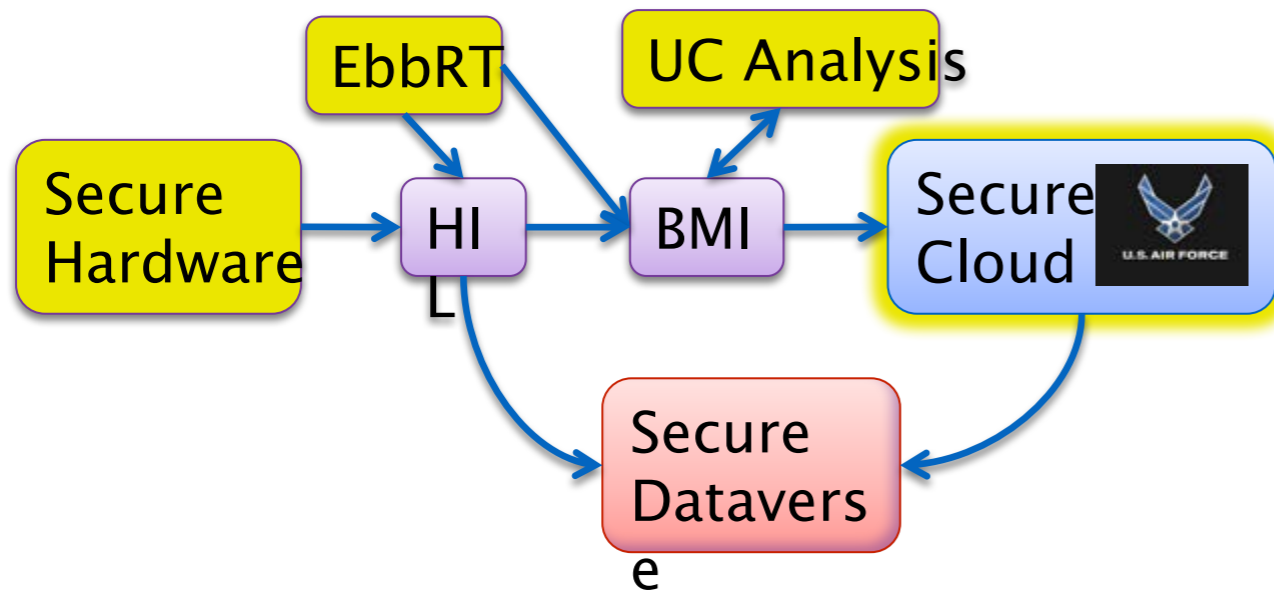 EbbRT
UC Analysis
Secure
Hardware
HI
L
BMI
Secure
Cloud
U.S. AIR FORCE
Secure
Datavers
e